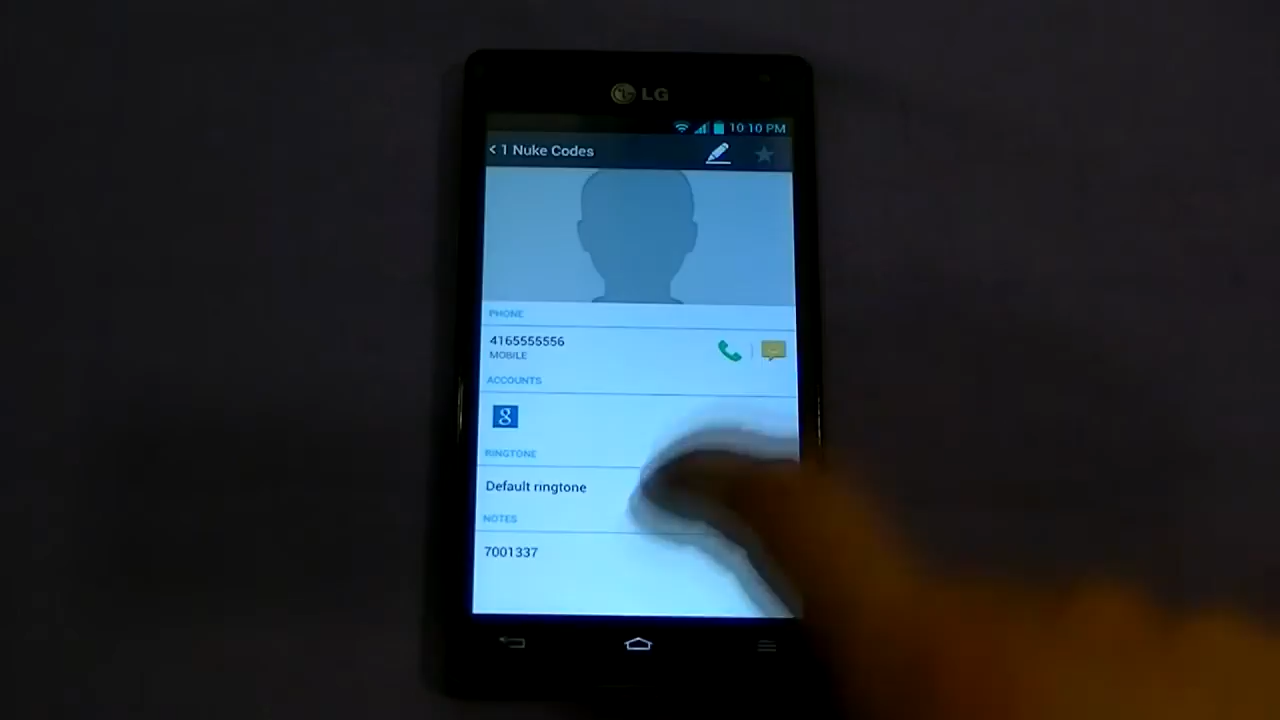 LG
10:10 PM
< 1 Nuke Codes
PHONE
4165555556
MOBILE
ACCOUNTS
g
RINGTONE
Default ringtone
NOTES
7001337